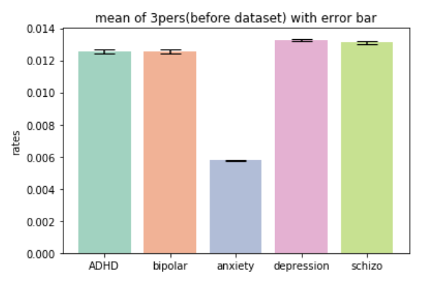 mean of 3pers(before dataset) with error bar
rates
0.014
0.012
0.010
0.008
0.006
0.004
0.002
0.000
ADHD bipolar anxiety depression schizo